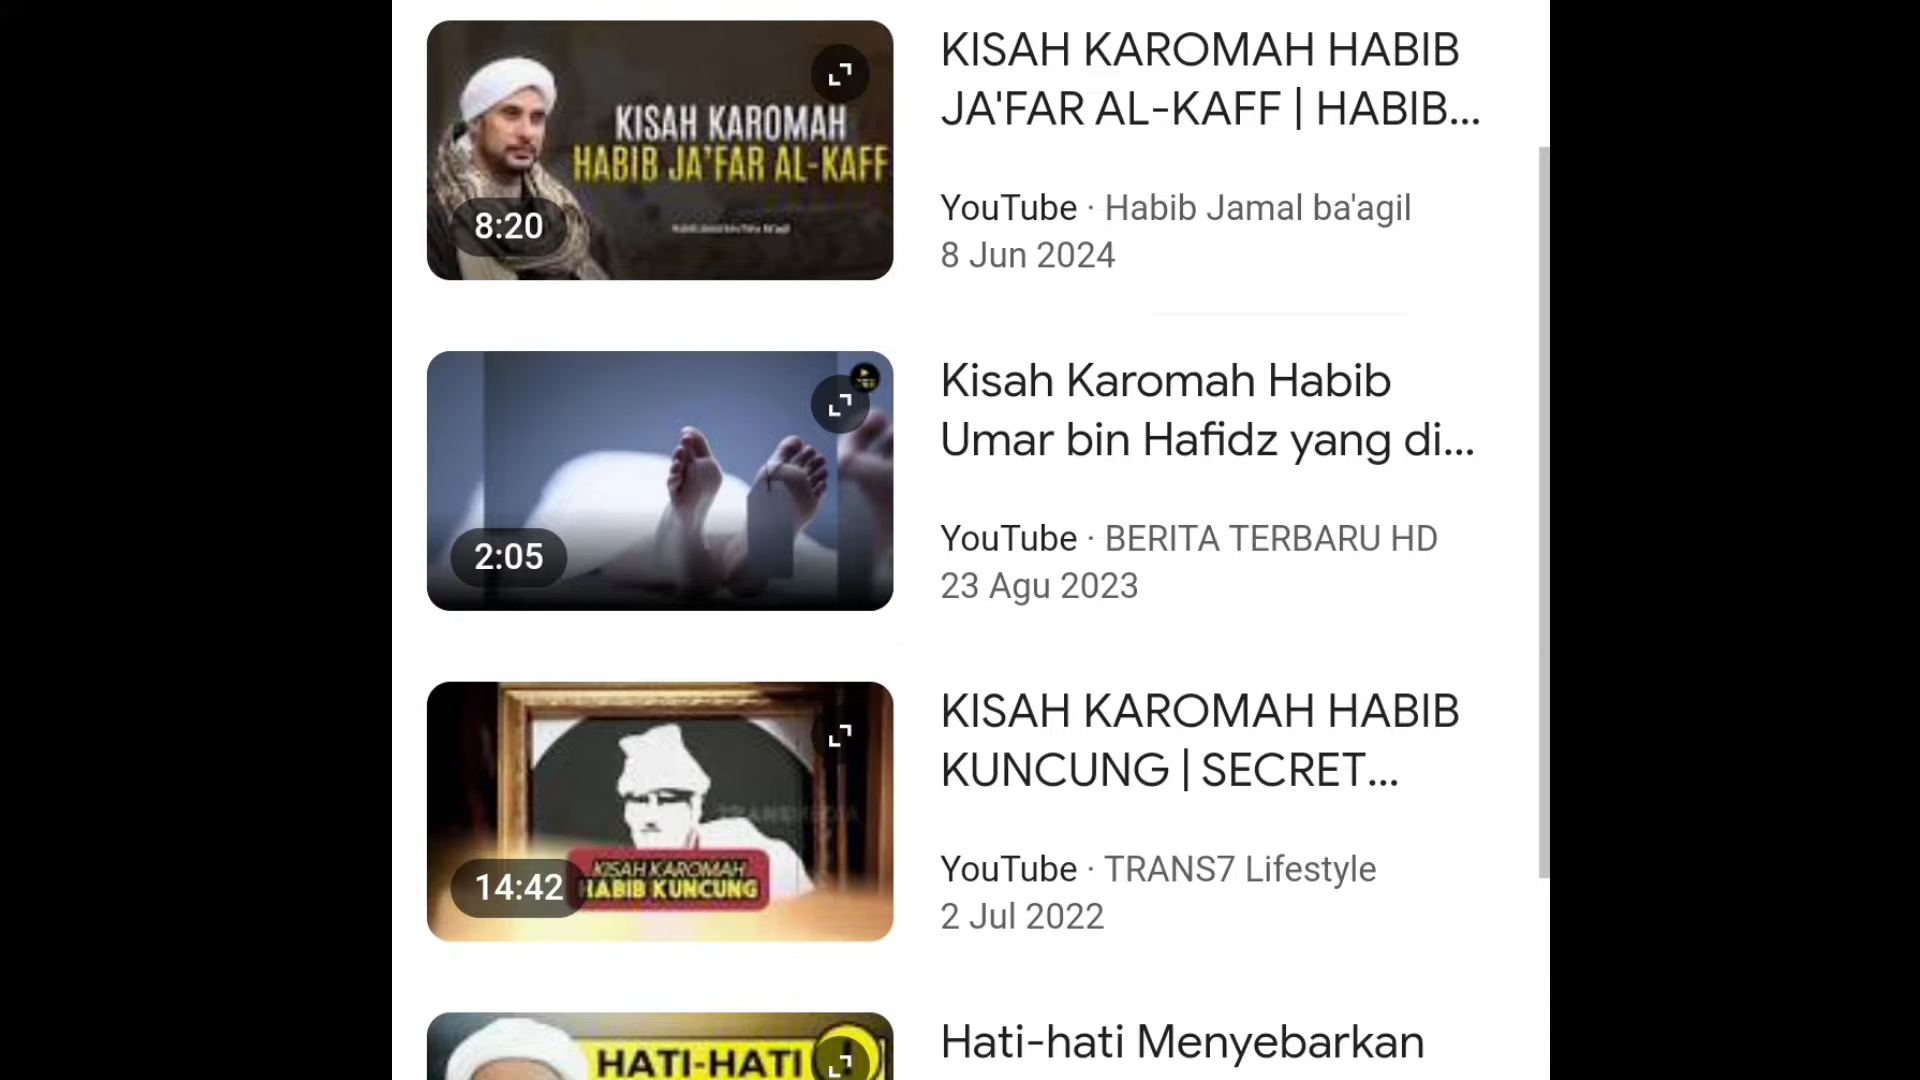 KISAH KAROMAH
HABIB JA'FAR AL-KAFF
8:20
KISAH KAROMAH HABIB
JA'FAR AL-KAFF | HABIB...
YouTube · Habib Jamal ba'agil
8 Jun 2024
2:05
Kisah Karomah Habib
Umar bin Hafidz yang di...
YouTube · BERITA TERBARU HD
23 Agu 2023
KISAH KAROMAH
HABIB KUNCUNG
14:42
KISAH KAROMAH HABIB
KUNCUNG | SECRET...
YouTube · TRANS7 Lifestyle
2 Jul 2022
HATI-HATI
Hati-hati Menyebarkan